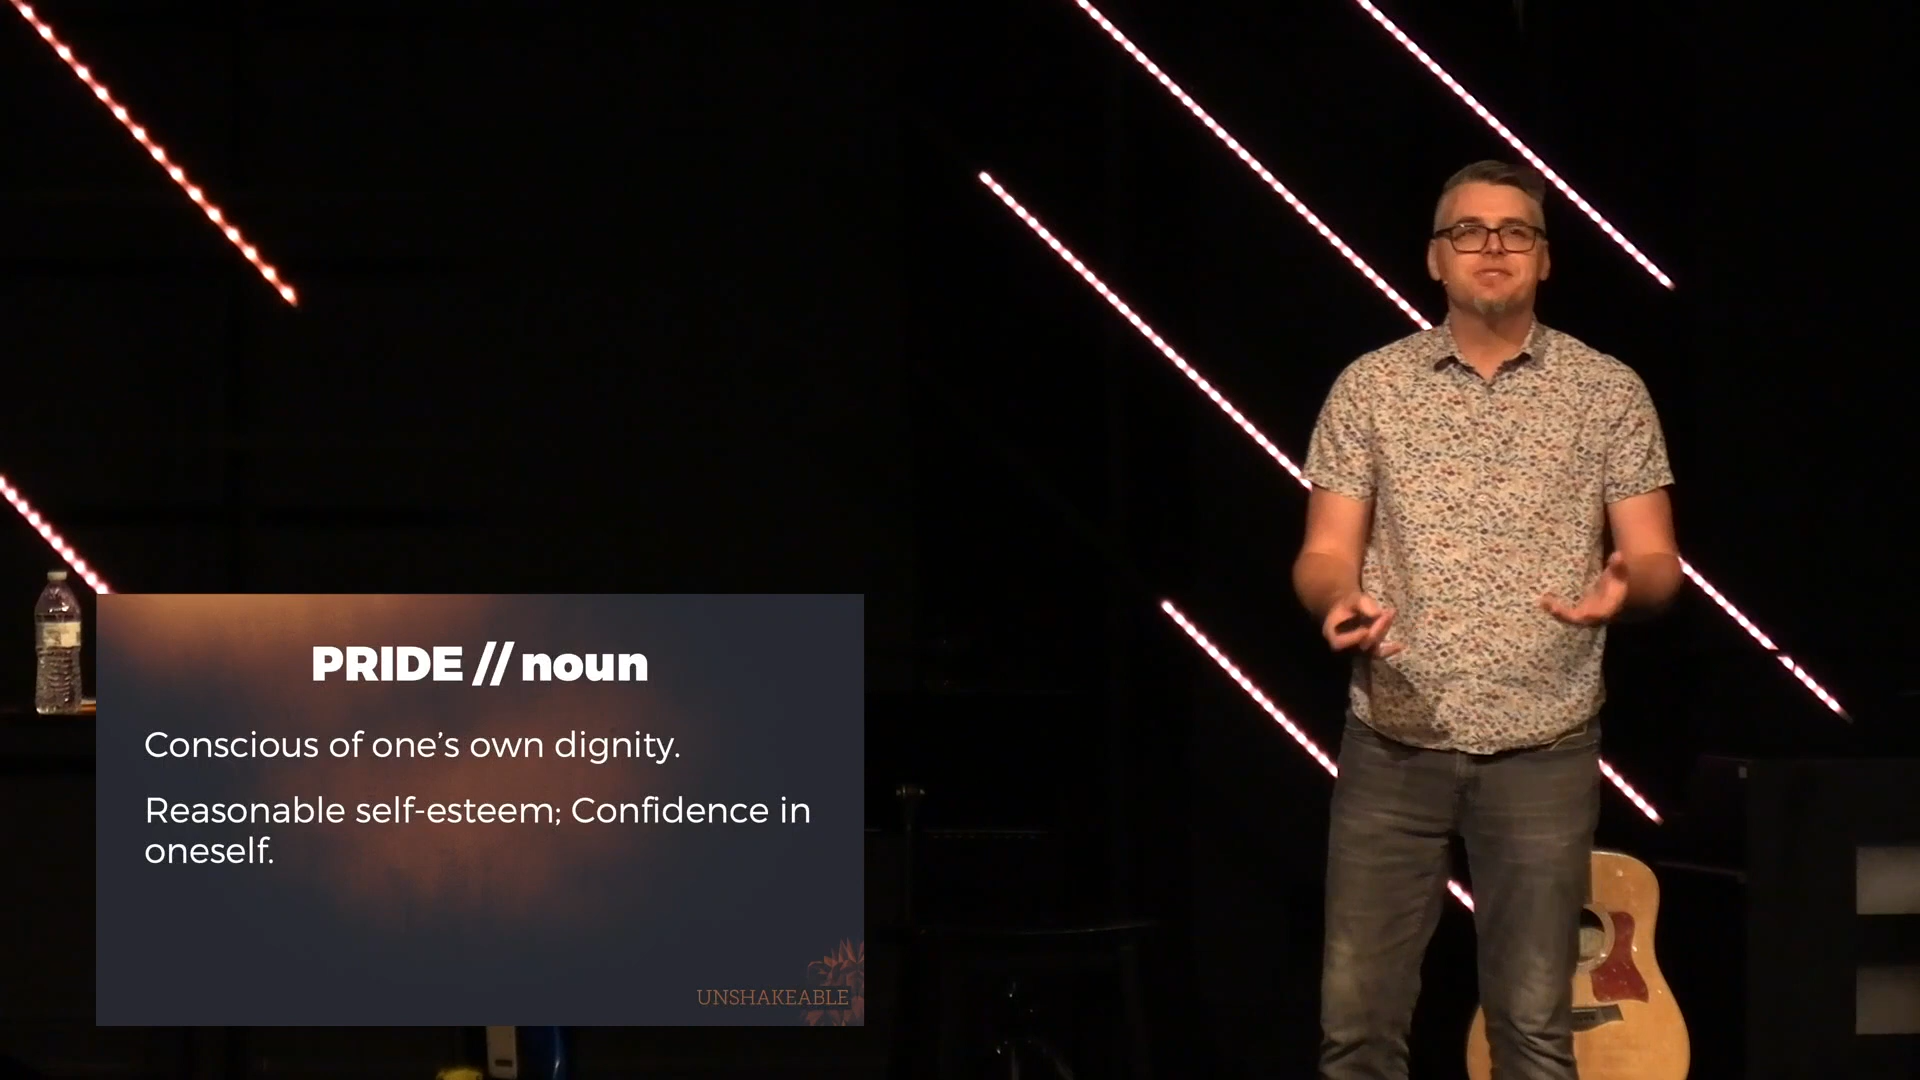 PRIDE // noun
Conscious of one's own dignity.
Reasonable self-esteem; Confidence in
oneself.
UNSHAKEABLE